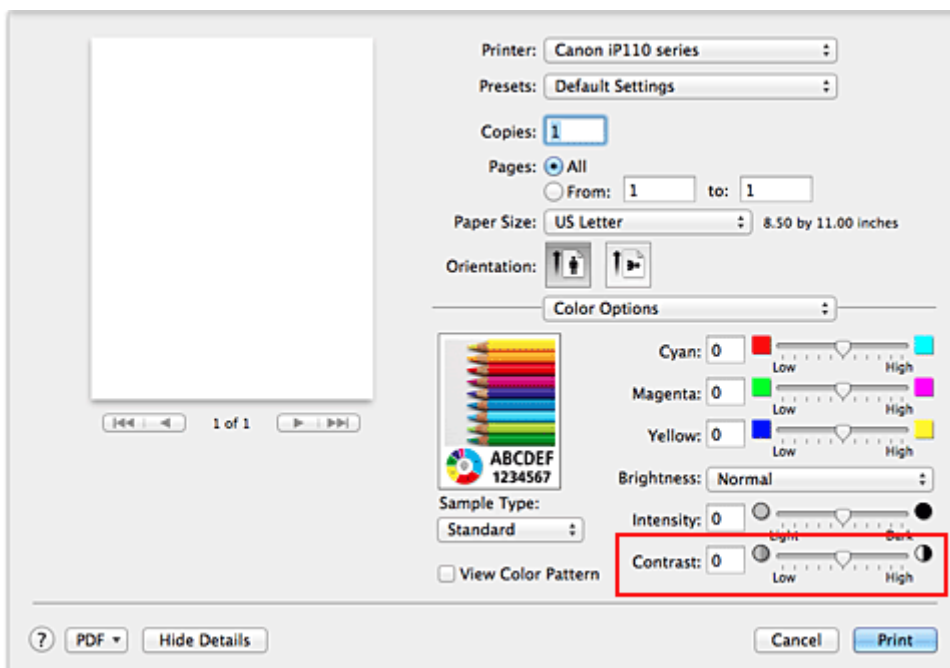 Printer: Canon iP110 series
Presets: Default Settings
Copies: 1
Pages: All
From: 1 to: 1
Paper Size: US Letter 8.50 by 11.00 inches
Orientation:
Color Options
1 of 1
ABCDEF
1234567
Sample Type:
Standard
View Color Pattern
Cyan: 0
Low High
Magenta: 0
Low High
Yellow: 0
Low High
Brightness: Normal
Intensity: 0
Light Dark
Contrast: 0
Low High
? PDF Hide Details Cancel Print